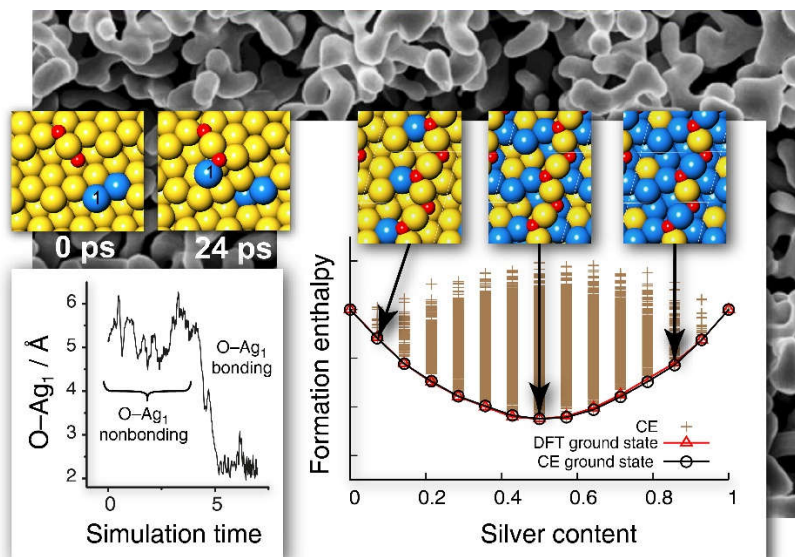 1
1
0 ps
24 ps
6
5
4
3
2
O–Ag1 / Å
O–Ag1
bonding
O–Ag1
nonbonding
0
5
Simulation time
Formation enthalpy
CE
DFT ground state
CE ground state
0
0.2
0.4
0.6
0.8
1
Silver content